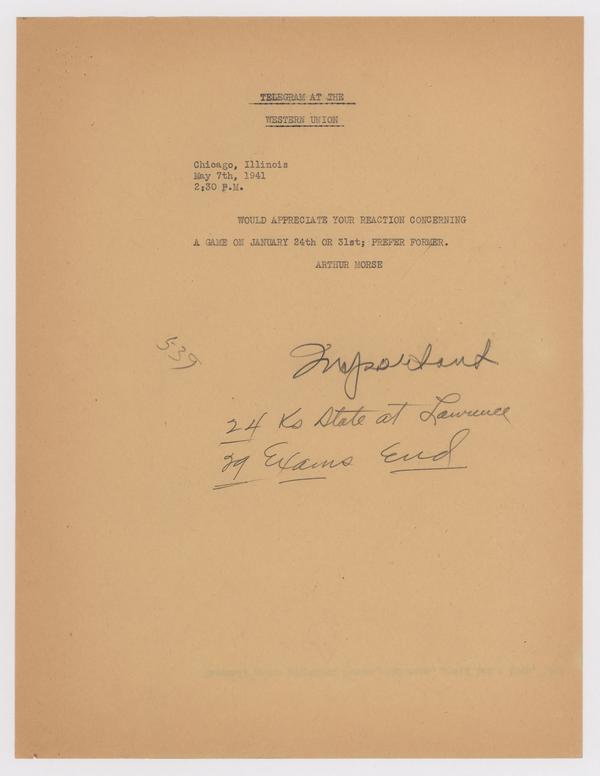 TELEGRAM AT THE
WESTERN UNION
Chicago, Illinois
May 7th, 1941
2;30 P.M.
WOULD APPRECIATE YOUR REACTION CONCERNING
A GAME ON JANUARY 24th OR 31st; PREFER FORMER.
ARTHUR MORSE
539
Important
24 Ks State at Lawrence
29 Exams End